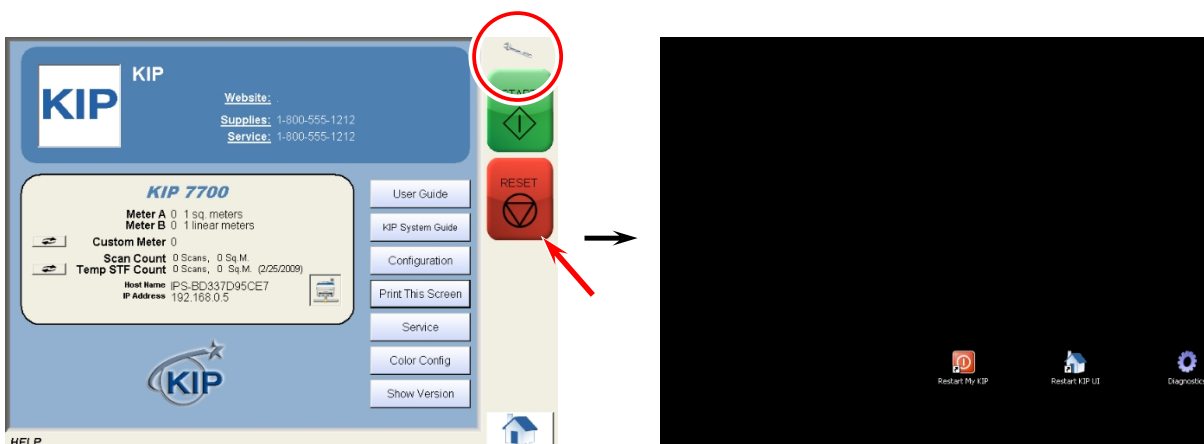 KIP
KIP
Website:
Supplies: 1-800-555-1212
Service: 1-800-555-1212
START
RESET
KIP 7700
Meter A 0 1 sq. meters
Meter B 0 1 linear meters
Custom Meter 0
Scan Count 0 Scans, 0 Sq.M.
Temp STF Count 0 Scans, 0 Sq.M. (2/25/2009)
Host Name IPS-BD337D95CE7
IP Address 192.168.0.5
User Guide
KIP System Guide
Configuration
Print This Screen
Service
Color Config
Show Version
KIP
HELP
Restart My KIP
Restart KIP UI
Diagnostics